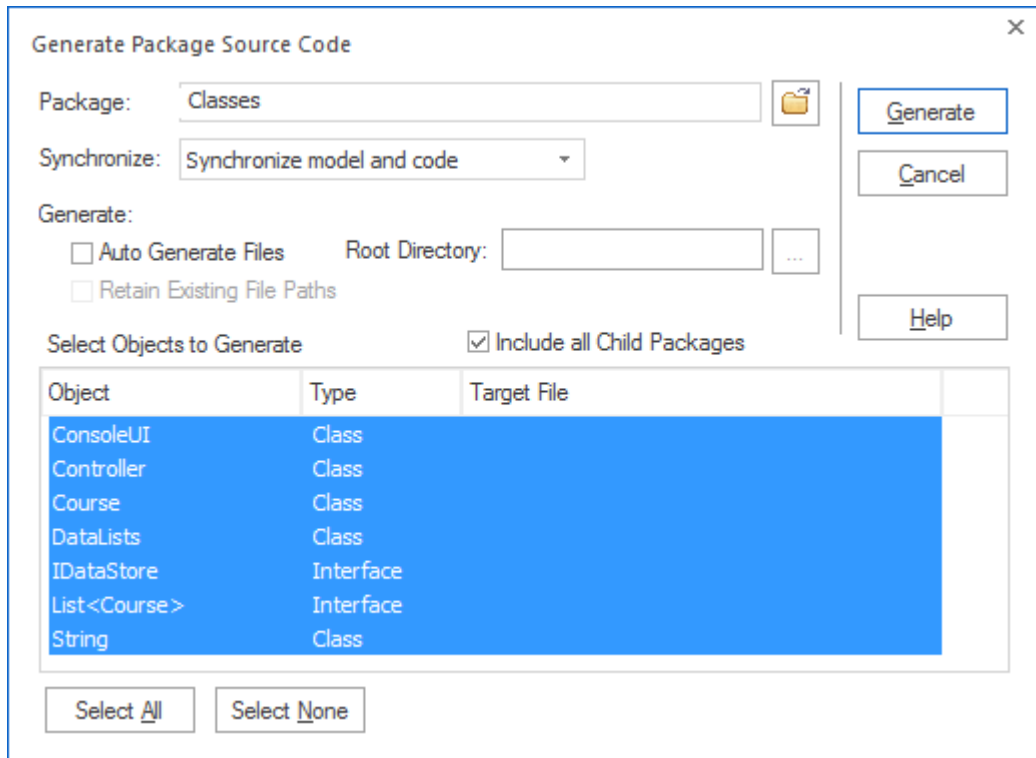 Generate Package Source Code
Package: Classes
Generate
Synchronize: Synchronize model and code
Cancel
Generate:
Auto Generate Files Root Directory: ...
Retain Existing File Paths
Help
Select Objects to Generate Include all Child Packages
Object Type Target File
ConsoleUI Class
Controller Class
Course Class
DataLists Class
IDataStore Interface
List<Course> Interface
String Class
Select All Select None